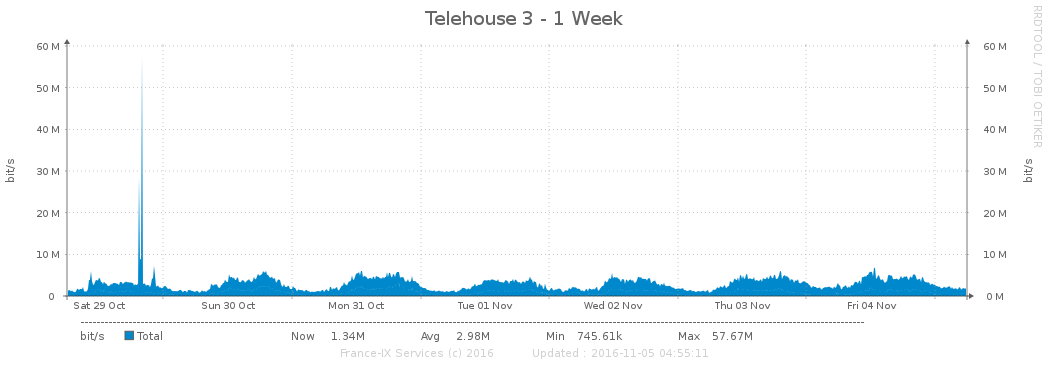 Telehouse 3 - 1 Week
RRDTOOL / TOBI OETIKER
bit/s
60 M 60 M
50 M 50 M
40 M 40 M
30 M 30 M
20 M 20 M
10 M 10 M
0 0 M
bit/s
Sat 29 Oct Sun 30 Oct Mon 31 Oct Tue 01 Nov Wed 02 Nov Thu 03 Nov Fri 04 Nov
bit/s Total Now 1.34M Avg 2.98M Min 745.61k Max 57.67M
France-IX Services (c) 2016 Updated : 2016-11-05 04:55:11